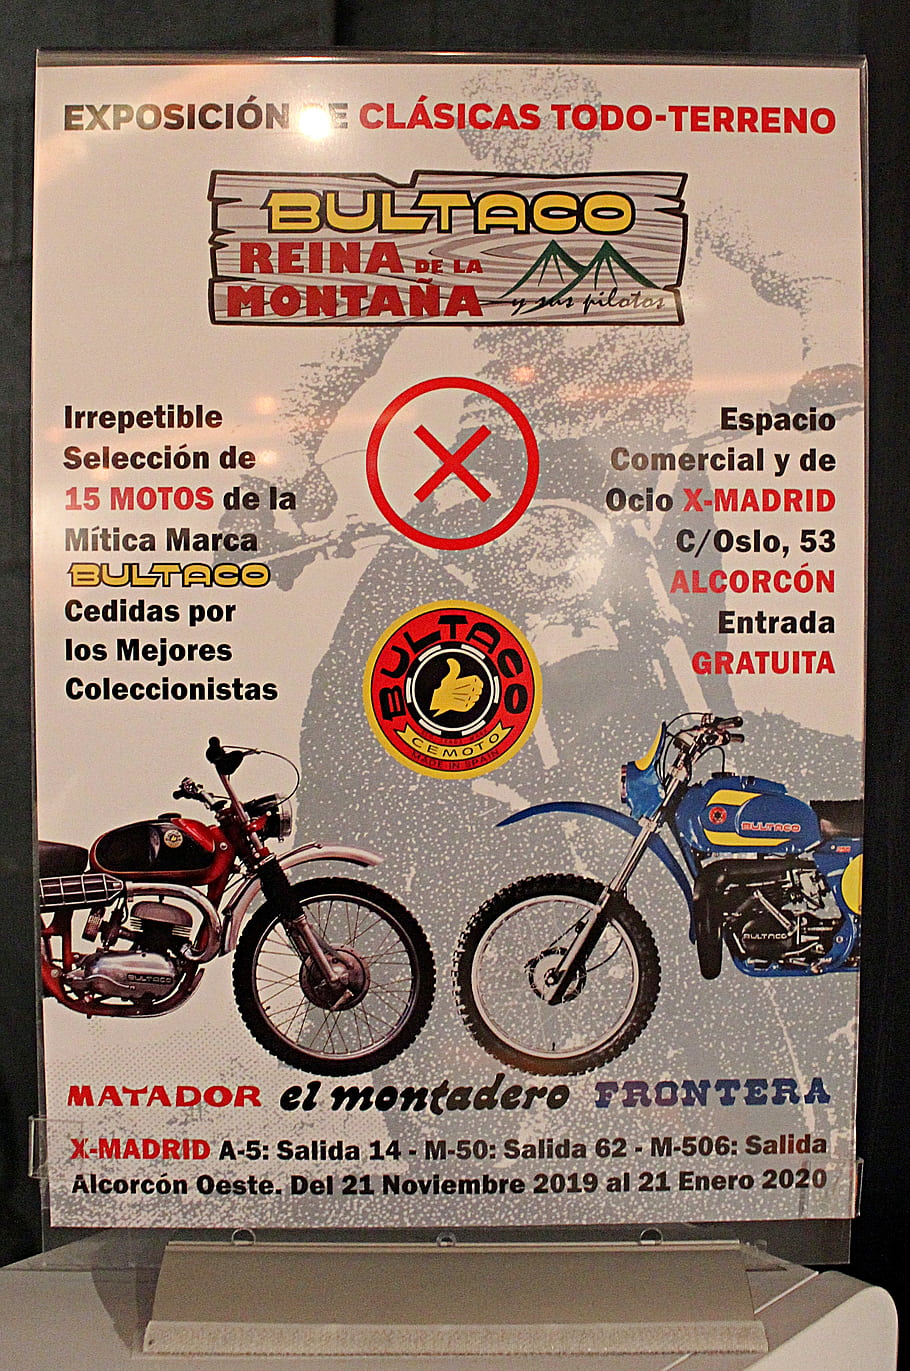 EXPOSICIÓN DE CLÁSICAS TODO-TERRENO
BULTACO
REINA DE LA
MONTAÑA y sus pilotos
Irrepetible
Selección de
15 MOTOS de la
Mítica Marca
BULTACO
Cedidas por
los Mejores
Coleccionistas
Espacio
Comercial y de
Ocio X-MADRID
C/Oslo, 53
ALCORCÓN
Entrada
GRATUITA
BULTACO
CEMOTO
MADE IN SPAIN
BULTACO
BULTACO
BULTACO
MATADOR el montadero FRONTERA
X-MADRID A-5: Salida 14 - M-50: Salida 62 - M-506: Salida
Alcorcón Oeste. Del 21 Noviembre 2019 al 21 Enero 2020